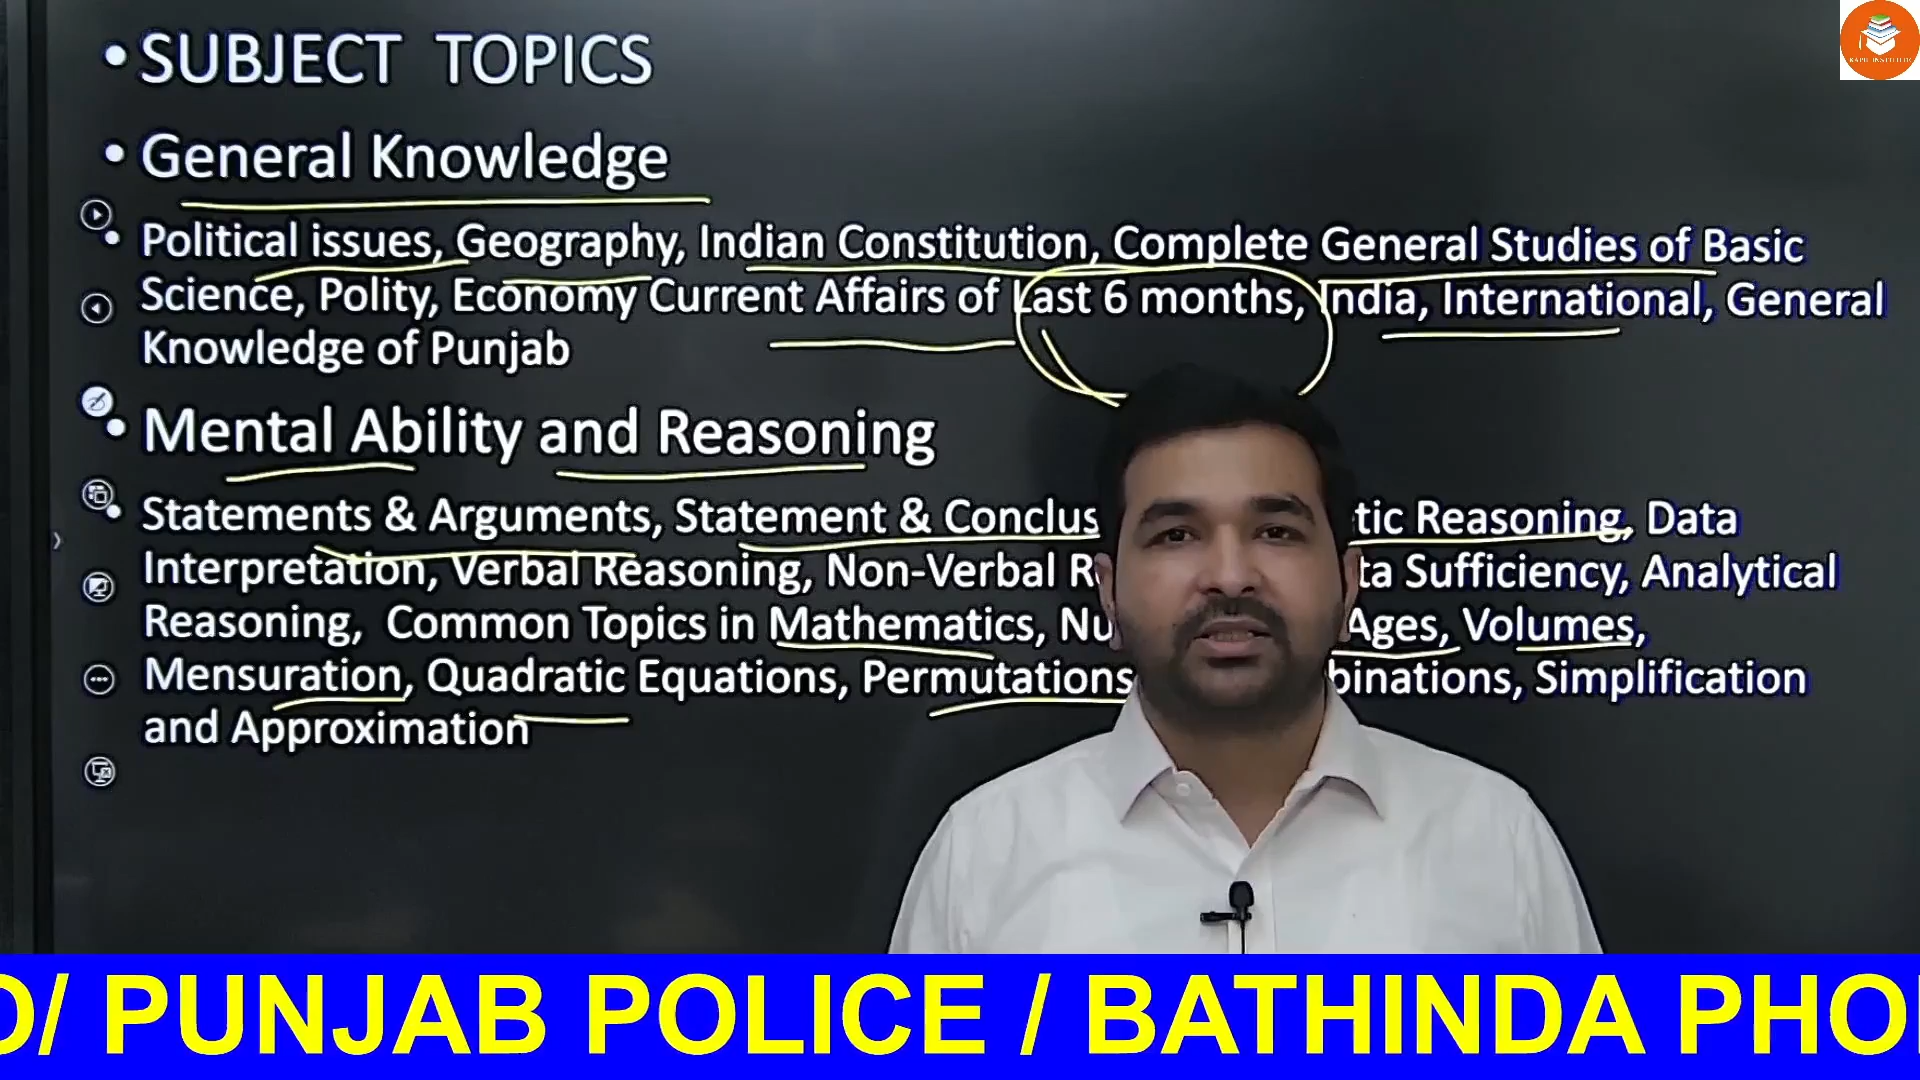 • SUBJECT TOPICS
• General Knowledge
• Political issues, Geography, Indian Constitution, Complete General Studies of Basic
Science, Polity, Economy Current Affairs of Last 6 months, India, International, General
Knowledge of Punjab
• Mental Ability and Reasoning
• Statements & Arguments, Statement & Conclus tic Reasoning, Data
Interpretation, Verbal Reasoning, Non-Verbal R ta Sufficiency, Analytical
Reasoning, Common Topics in Mathematics, Nu Ages, Volumes,
Mensuration, Quadratic Equations, Permutations binations, Simplification
and Approximation
/ PUNJAB POLICE / BATHINDA PHO